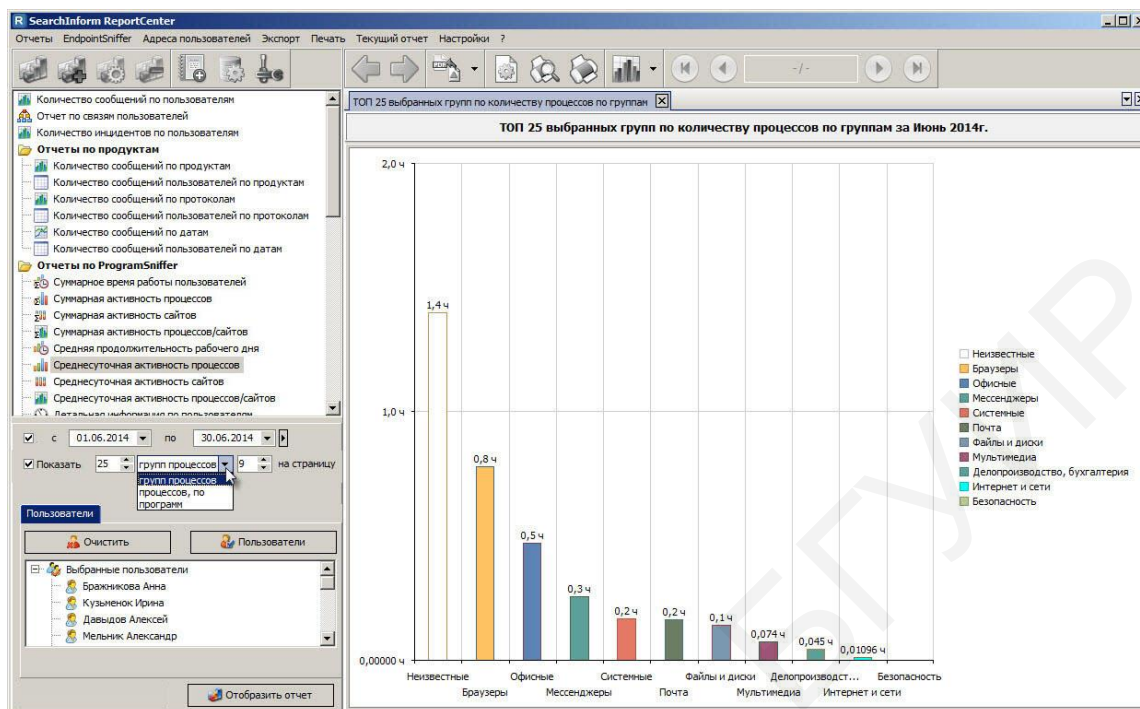 SearchInform ReportCenter
Отчеты EndpointSniffer Адреса пользователей Экспорт Печать Текущий отчет Настройки ?
-/-
Количество сообщений по пользователям
Отчет по связям пользователей
Количество инцидентов по пользователям
Отчеты по продуктам
Количество сообщений по продуктам
Количество сообщений пользователей по продуктам
Количество сообщений по протоколам
Количество сообщений пользователей по протоколам
Количество сообщений по датам
Количество сообщений пользователей по датам
Отчеты по ProgramSniffer
Суммарное время работы пользователей
Суммарная активность процессов
Суммарная активность сайтов
Суммарная активность процессов/сайтов
Средняя продолжительность рабочего дня
Среднесуточная активность процессов
Среднесуточная активность сайтов
Среднесуточная активность процессов/сайтов
Детальная информация по пользователям
с 01.06.2014 по 30.06.2014
Показать 25 групп процессов 9 на страницу
групп процессов
процессов, по
программ
Пользователи
Очистить Пользователи
Выбранные пользователи
Бражникова Анна
Кузьменок Ирина
Давыдов Алексей
Мельник Александр
Отобразить отчет
ТОП 25 выбранных групп по количеству процессов по группам
ТОП 25 выбранных групп по количеству процессов по группам за Июнь 2014г.
2,0 ч
1,0 ч
0,00000 ч
1,4 ч
0,8 ч
0,5 ч
0,3 ч
0,2 ч
0,2 ч
0,1 ч
0,074 ч
0,045 ч
0,01096 ч
Неизвестные Офисные Системные Файлы и диски Делопроизводст... Безопасность
Браузеры Мессенджеры Почта Мультимедиа Интернет и сети
Неизвестные
Браузеры
Офисные
Мессенджеры
Системные
Почта
Файлы и диски
Мультимедиа
Делопроизводство, бухгалтерия
Интернет и сети
Безопасность
БГУИР